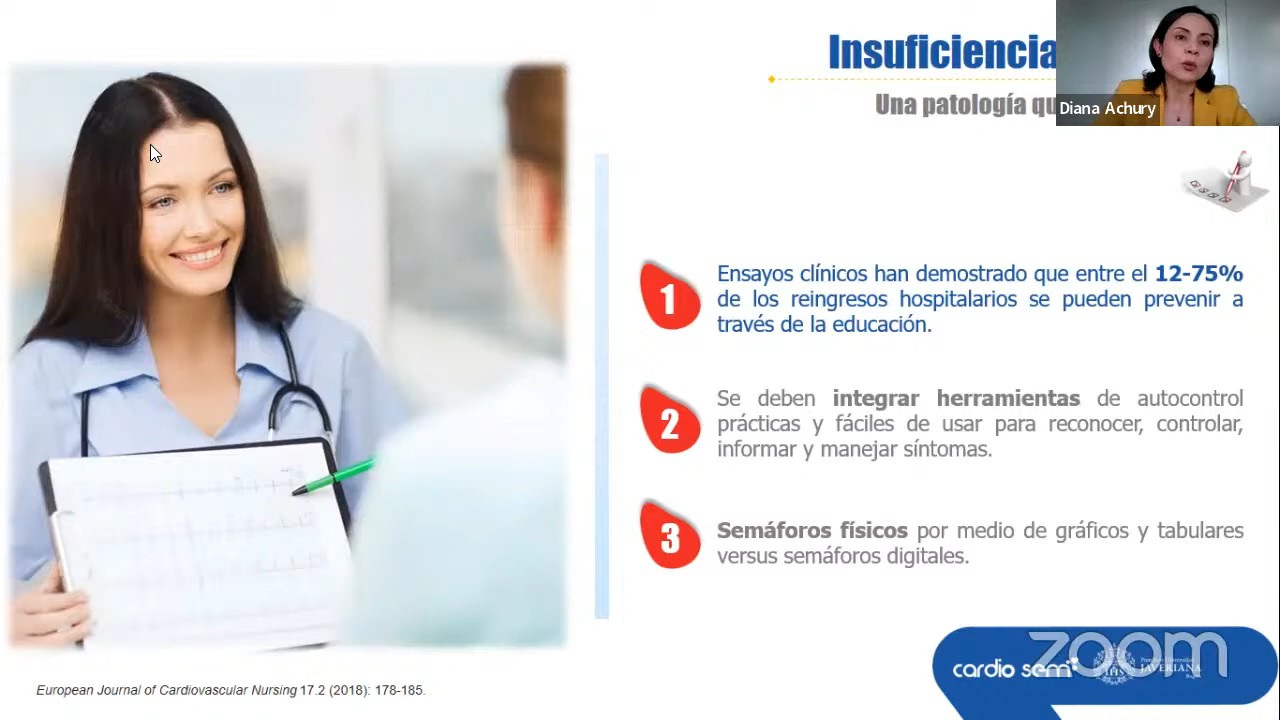 Insuficiencia
Una patología qu
Diana Achury
1
Ensayos clínicos han demostrado que entre el 12-75%
de los reingresos hospitalarios se pueden prevenir a
través de la educación.
2
Se deben integrar herramientas de autocontrol
prácticas y fáciles de usar para reconocer, controlar,
informar y manejar síntomas.
3
Semáforos físicos por medio de gráficos y tabulares
versus semáforos digitales.
zoom
cardio sem
JAVERIANA
European Journal of Cardiovascular Nursing 17.2 (2018): 178-185.